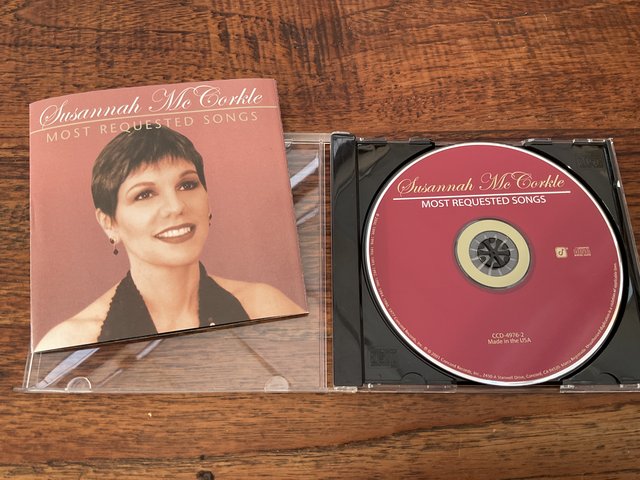 Susannah McCorkle
MOST REQUESTED SONGS
Susannah McCorkle
MOST REQUESTED SONGS
CCD-4976-2
Made in the USA